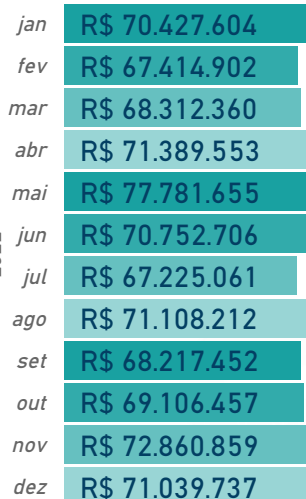 jan R$ 70.427.604
fev R$ 67.414.902
mar R$ 68.312.360
abr R$ 71.389.553
mai R$ 77.781.655
jun R$ 70.752.706
jul R$ 67.225.061
ago R$ 71.108.212
set R$ 68.217.452
out R$ 69.106.457
nov R$ 72.860.859
dez R$ 71.039.737